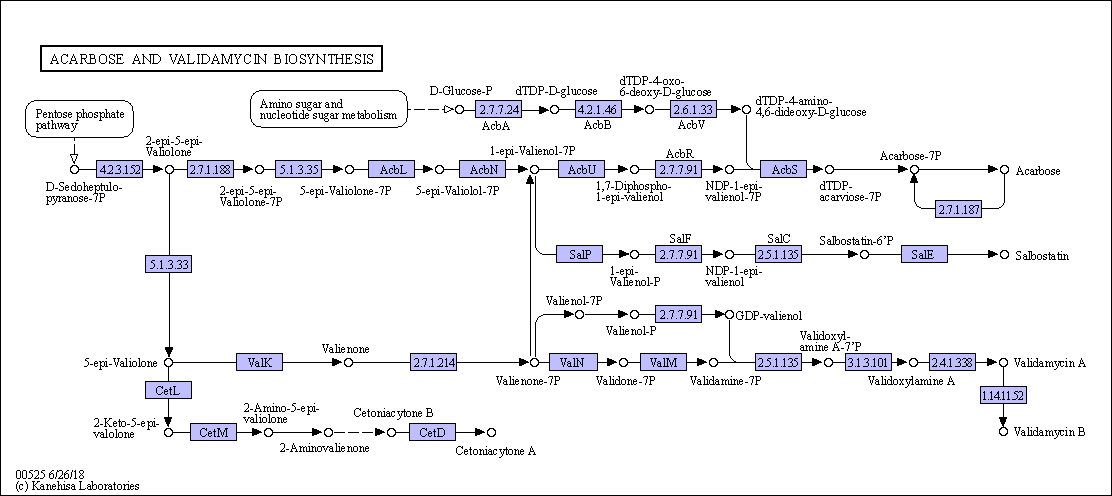 ACARBOSE AND VALIDAMYCIN BIOSYNTHESIS
Pentose phosphate
pathway
Amino sugar and
nucleotide sugar metabolism
D-Glucose-P
2.7.7.24
AcbA
dTDP-D-glucose
4.2.1.46
AcbB
dTDP-4-oxo-
6-deoxy-D-glucose
2.6.1.33
AcbV
dTDP-4-amino-
4,6-dideoxy-D-glucose
D-Sedoheptulo-
pyranose-7P
4.2.3.152
2-epi-5-epi-
Valiolone
2.7.1.188
2-epi-5-epi-
Valiolone-7P
5.1.3.35
5-epi-Valiolone-7P
AcbL
5-epi-Valiolol-7P
AcbN
1-epi-Valienol-7P
AcbU
1,7-Diphospho-
1-epi-valienol
AcbR
2.7.7.91
NDP-1-epi-
valienol-7P
AcbS
dTDP-
acarviose-7P
Acarbose-7P
Acarbose
2.7.1.187
5.1.3.33
SalP
1-epi-
Valienol-P
SalF
2.7.7.91
NDP-1-epi-
valienol
SalC
2.5.1.135
Salbostatin-6'P
SalE
Salbostatin
Valienol-7P
Valienol-P
2.7.7.91
GDP-valienol
5-epi-Valiolone
ValK
Valienone
2.7.1.214
Valienone-7P
ValN
Validone-7P
ValM
Validamine-7P
2.5.1.135
Validoxyl-
amine A-7'P
3.1.3.101
Validoxylamine A
2.4.1.338
Validamycin A
1.14.11.52
Validamycin B
CetL
2-Keto-5-epi-
valolone
CetM
2-Amino-5-epi-
valiolone
2-Aminovalienone
Cetoniacytone B
CetD
Cetoniacytone A
00525 6/26/18
(c) Kanehisa Laboratories